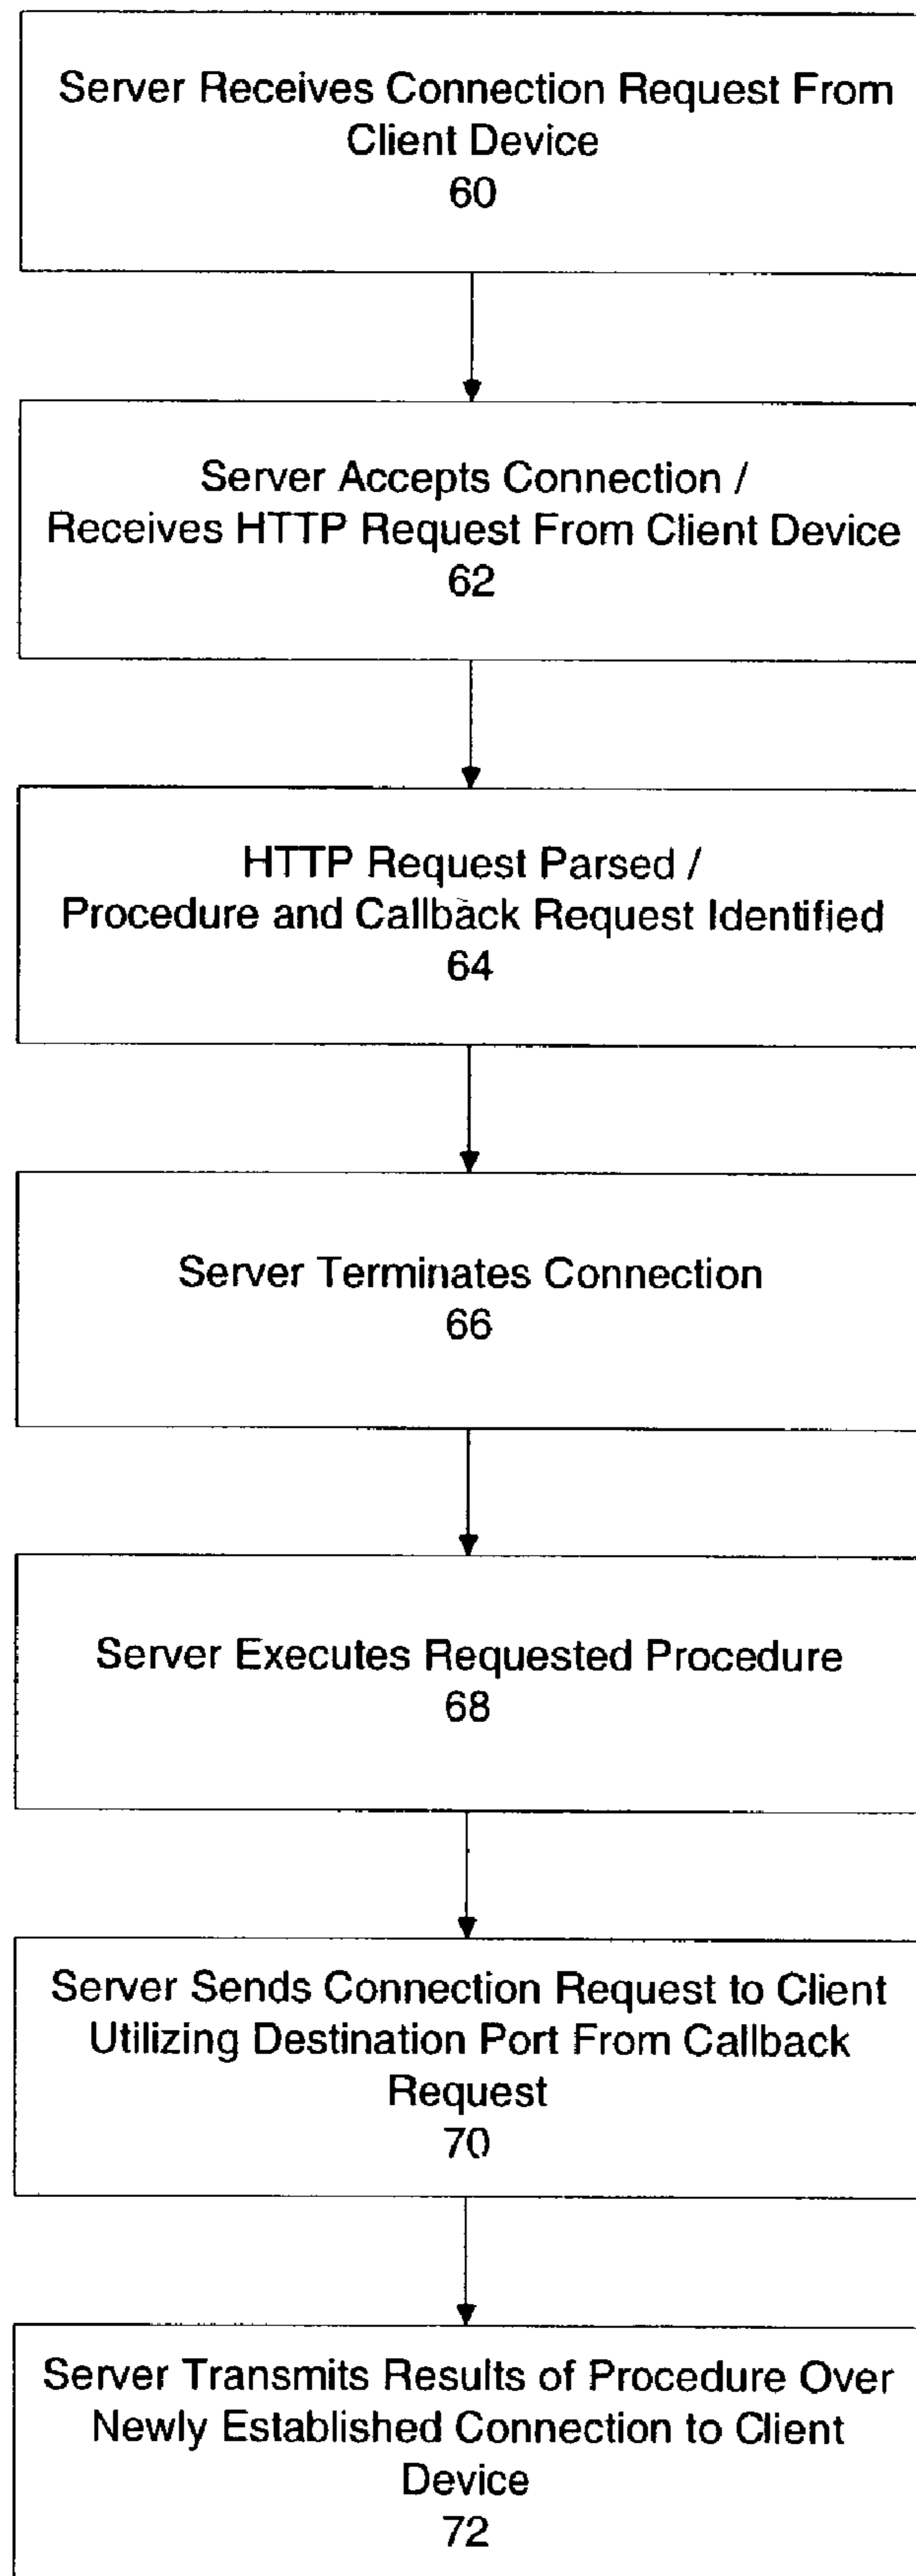 Server Receives Connection Request From
Client Device
60
Server Accepts Connection /
Receives HTTP Request From Client Device
62
HTTP Request Parsed /
Procedure and Callback Request Identified
64
Server Terminates Connection
66
Server Executes Requested Procedure
68
Server Sends Connection Request to Client
Utilizing Destination Port From Callback
Request
70
Server Transmits Results of Procedure Over
Newly Established Connection to Client
Device
72